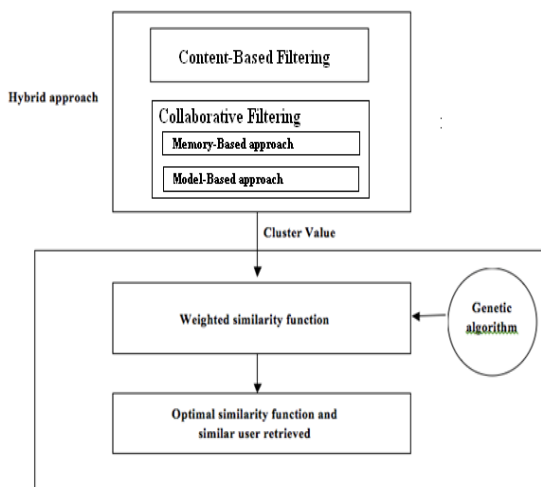 Content-Based Filtering
Hybrid approach
Collaborative Filtering
Memory-Based approach
Model-Based approach
:
Cluster Value
Weighted similarity function
Genetic
algorithm
Optimal similarity function and
similar user retrieved